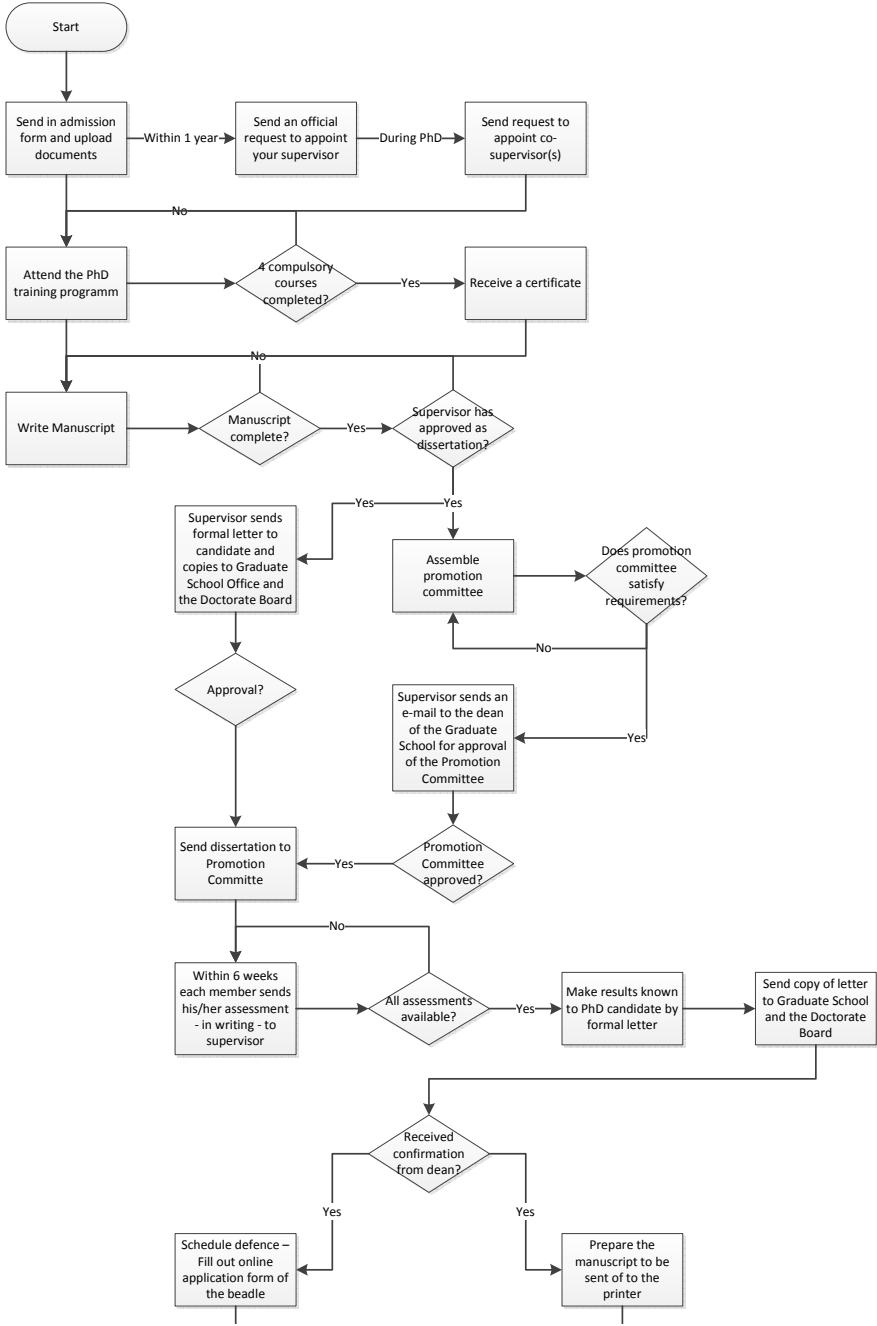 Start
Send in admission
form and upload
documents
Within 1 year
Send an official
request to appoint
your supervisor
During PhD
Send request to
appoint co-
supervisor(s)
No
Attend the PhD
training programm
4 compulsory
courses
completed?
Yes
Receive a certificate
No
Write Manuscript
Manuscript
complete?
Yes
Supervisor has
approved as
dissertation?
Yes
Yes
Supervisor sends
formal letter to
candidate and
copies to Graduate
School Office and
the Doctorate Board
Assemble
promotion
committee
Does promotion
committee
satisfy
requirements?
No
Approval?
Supervisor sends an
e-mail to the dean
of the Graduate
School for approval
of the Promotion
Committee
Yes
Send dissertation to
Promotion
Committe
Yes
Promotion
Committee
approved?
No
Within 6 weeks
each member sends
his/her assessment
- in writing - to
supervisor
All assessments
available?
Yes
Make results known
to PhD candidate by
formal letter
Send copy of letter
to Graduate School
and the Doctorate
Board
Received
confirmation
from dean?
Yes
Yes
Schedule defence –
Fill out online
application form of
the beadle
Prepare the
manuscript to be
sent of to the
printer